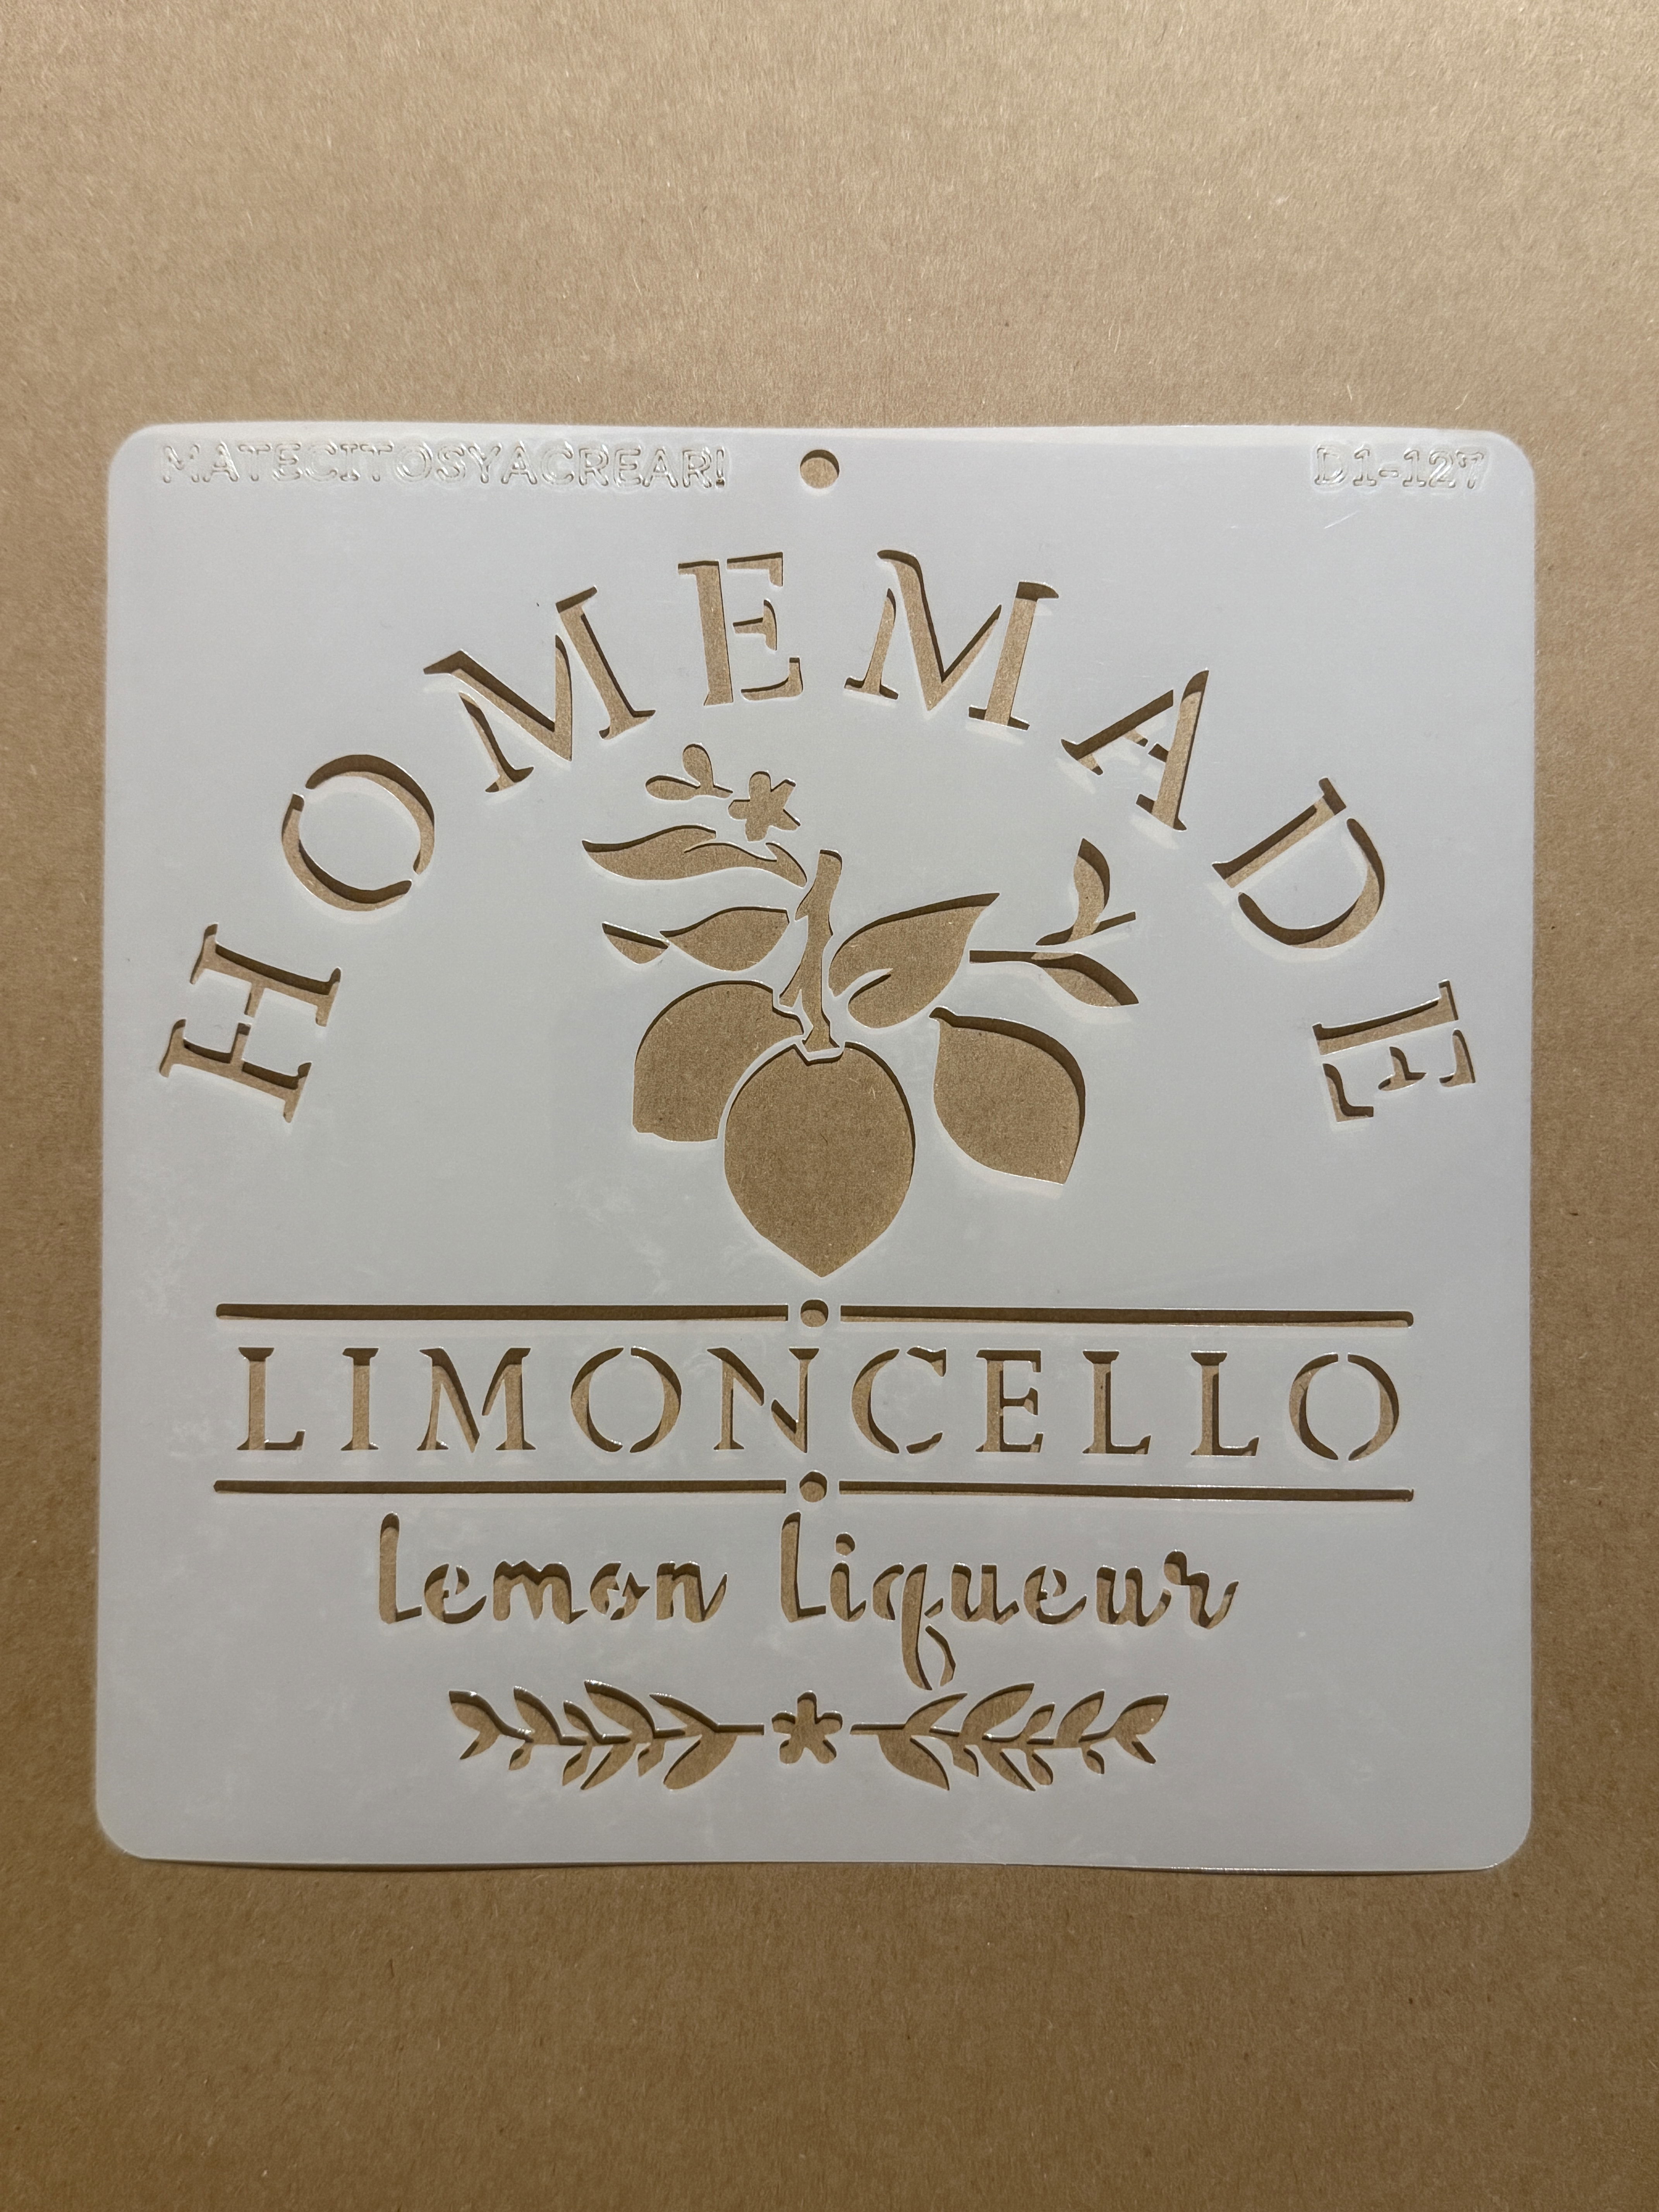 MATECITOSYACREAR! D1-127
HOMEMADE
LIMONCELLO
lemon liqueur